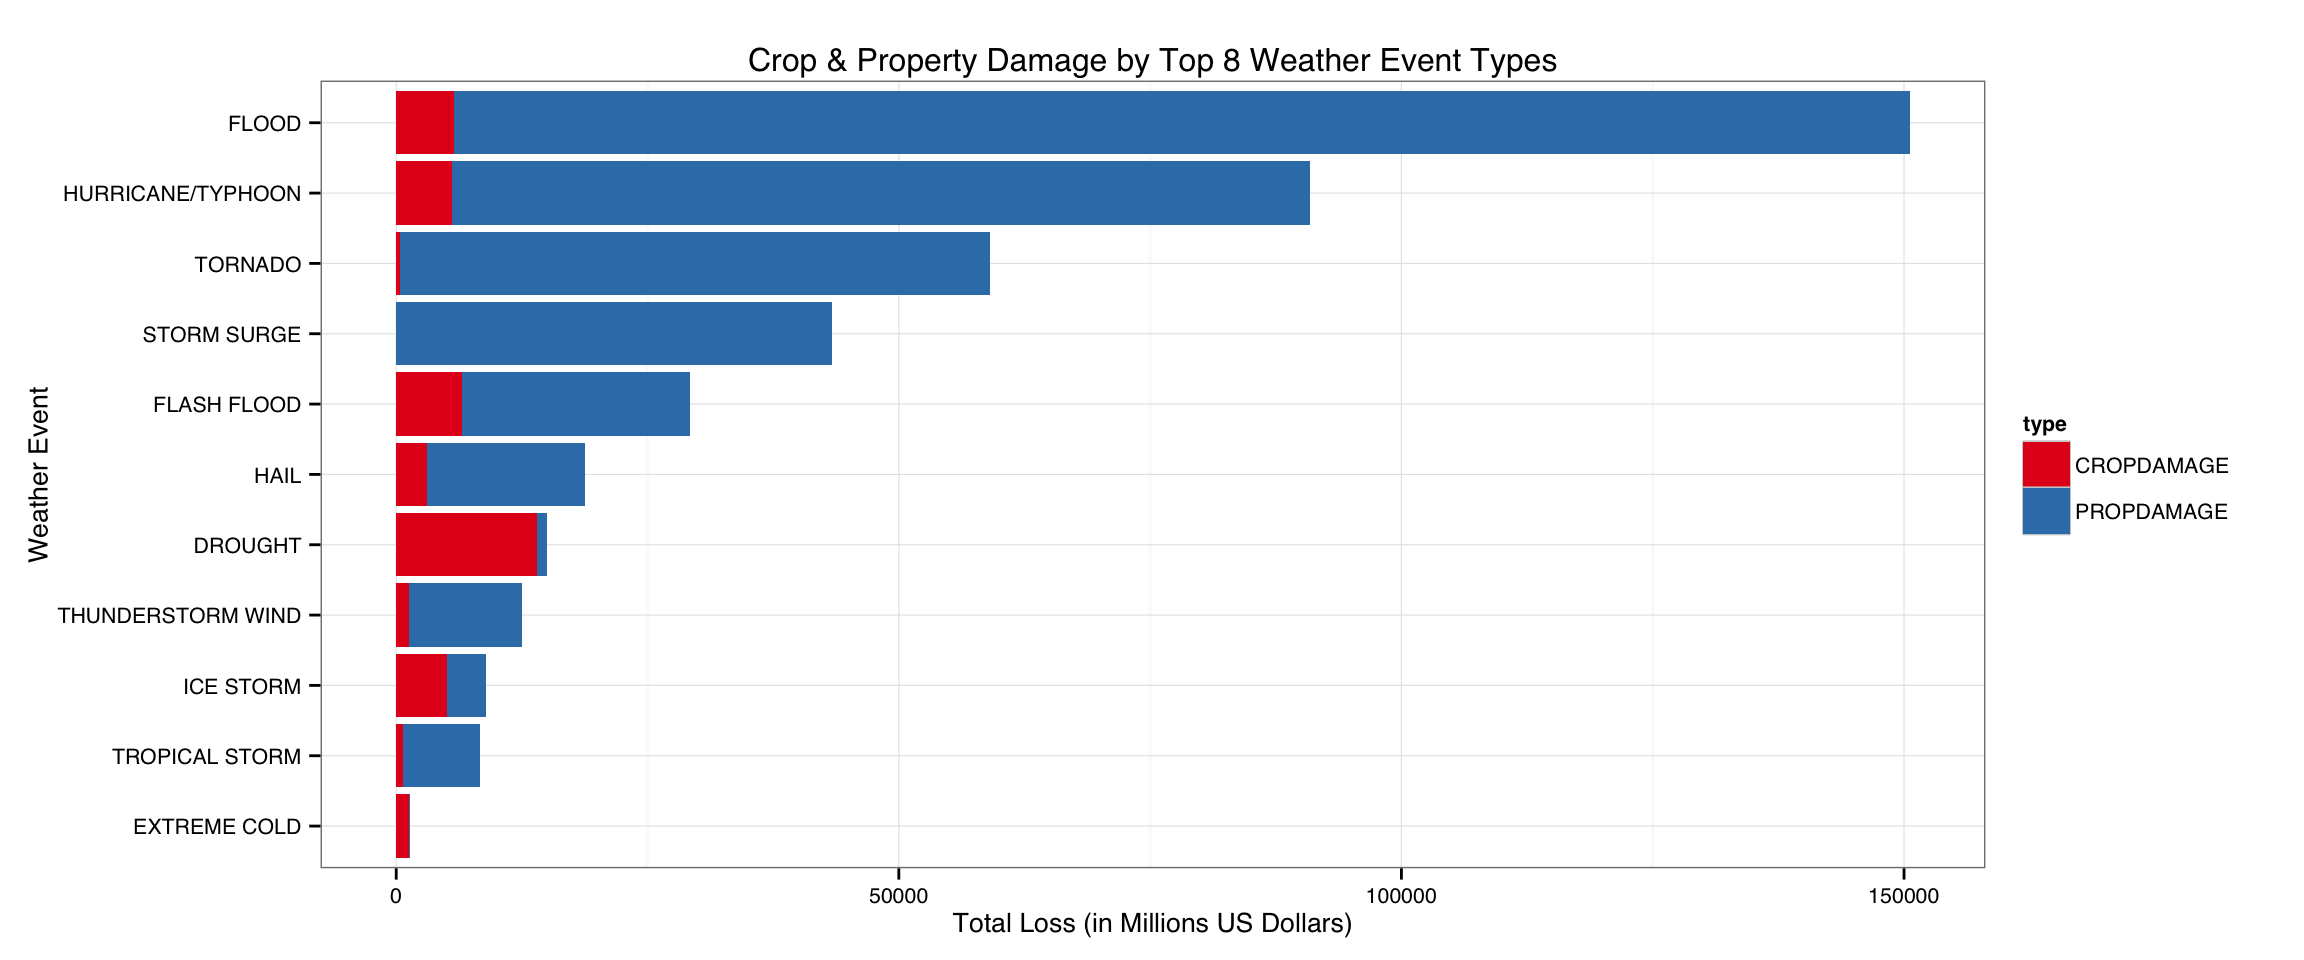 Crop & Property Damage by Top 8 Weather Event Types
Weather Event
FLOOD
HURRICANE/TYPHOON
TORNADO
STORM SURGE
FLASH FLOOD
HAIL
DROUGHT
THUNDERSTORM WIND
ICE STORM
TROPICAL STORM
EXTREME COLD
0 50000 100000 150000
Total Loss (in Millions US Dollars)
type
CROPDAMAGE
PROPDAMAGE